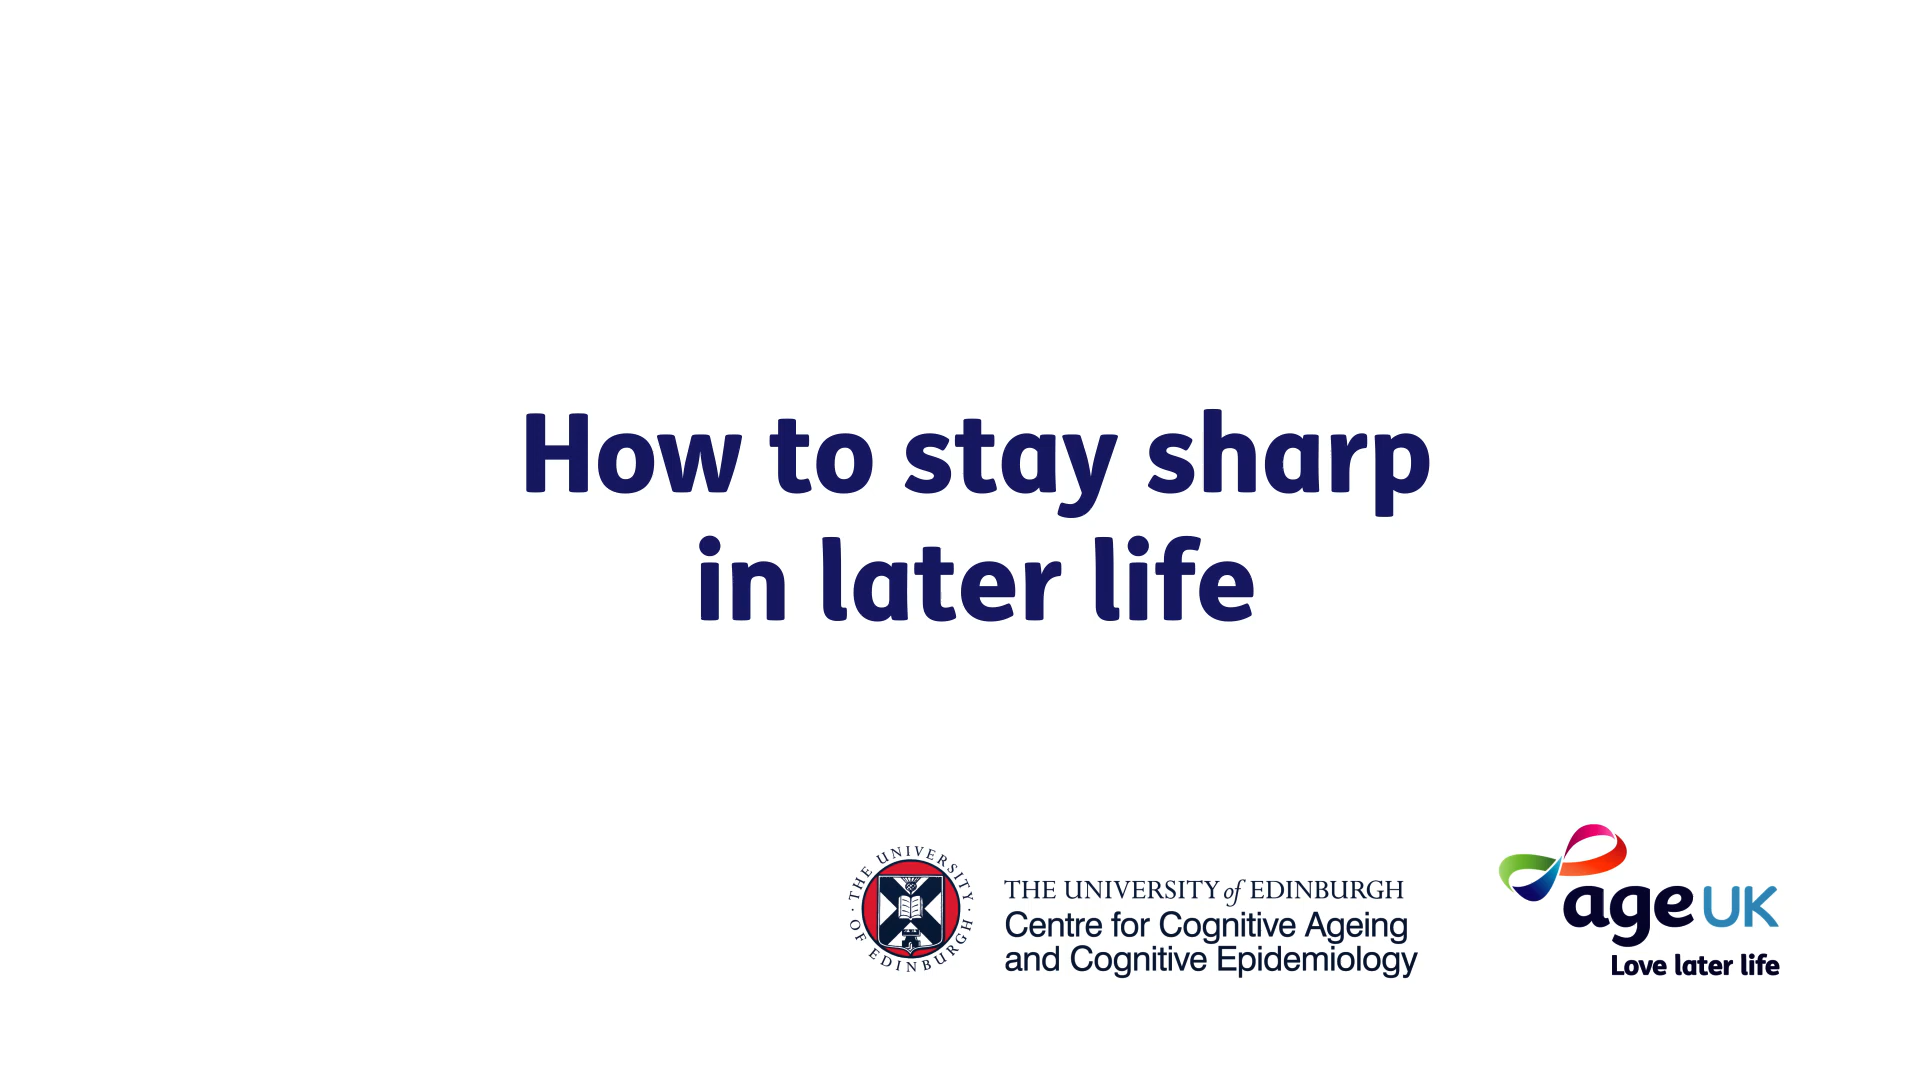 How to stay sharp
in later life
THE UNIVERSITY OF EDINBURGH
THE UNIVERSITY of EDINBURGH
Centre for Cognitive Ageing
and Cognitive Epidemiology
age UK
Love later life